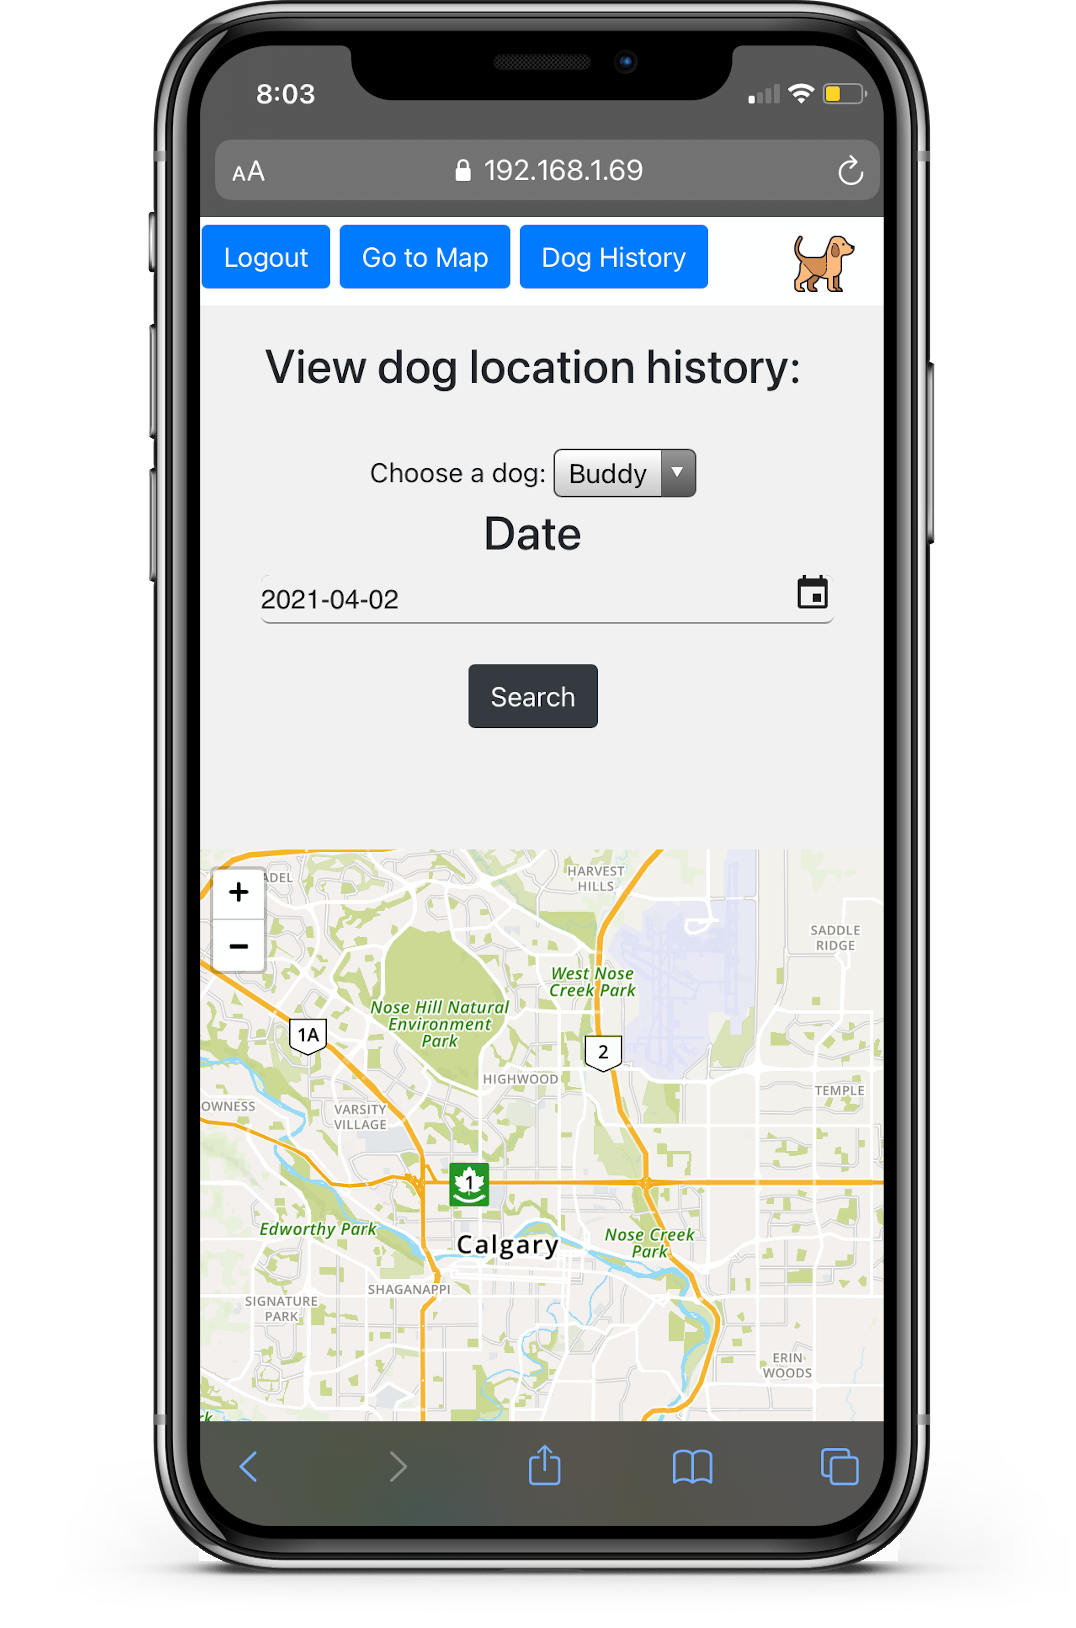 8:03
AA 192.168.1.69
Logout Go to Map Dog History
View dog location history:
Choose a dog: Buddy
Date
2021-04-02
Search
+
−
ADEL
HARVEST
HILLS
SADDLE
RIDGE
West Nose
Creek Park
Nose Hill Natural
Environment
Park
1A
2
HIGHWOOD
TEMPLE
OWNESS
VARSITY
VILLAGE
1
Edworthy Park
Calgary
Nose Creek
Park
SHAGANAPPI
SIGNATURE
PARK
ERIN
WOODS
rk